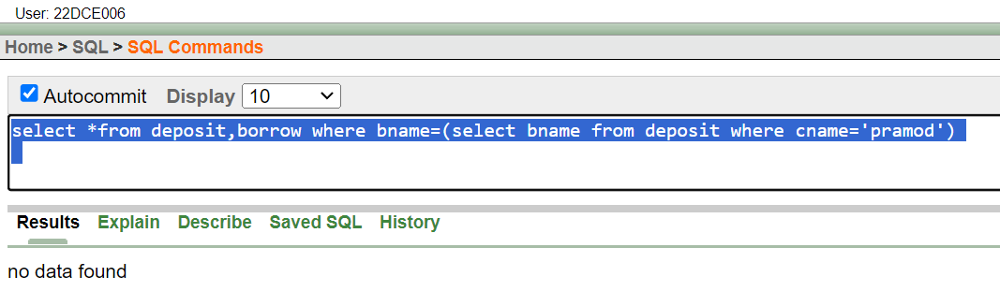 User: 22DCE006
Home > SQL > SQL Commands
Autocommit Display 10
select *from deposit,borrow where bname=(select bname from deposit where cname='pramod')
Results Explain Describe Saved SQL History
no data found